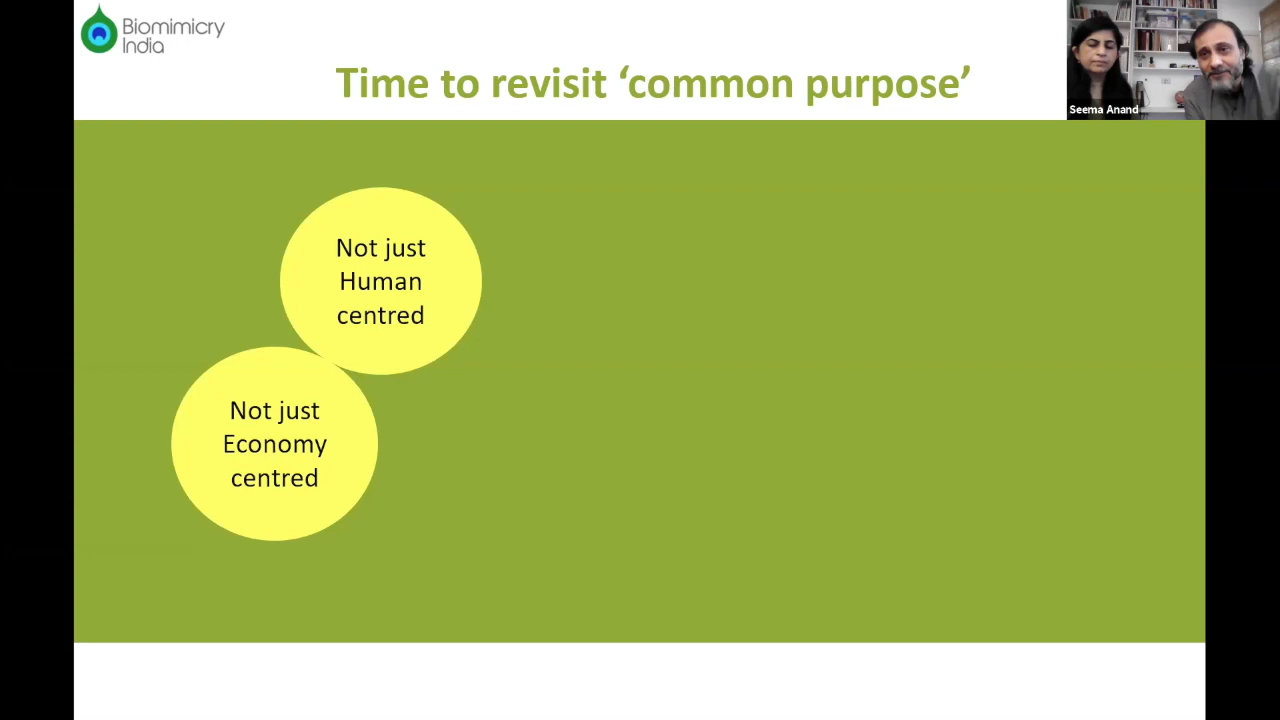 Biomimicry
India
Time to revisit ‘common purpose’
Seema Anand
Not just
Human
centred
Not just
Economy
centred